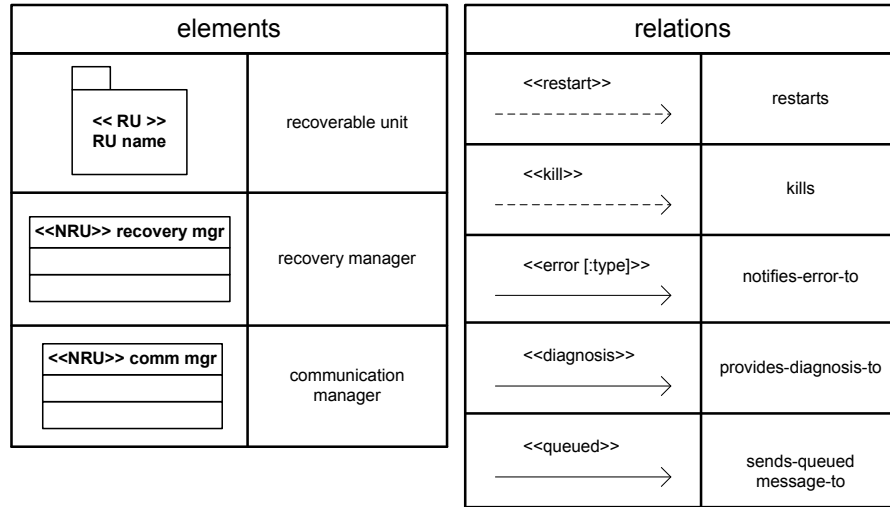 elements
<< RU >>
RU name
recoverable unit
<<NRU>> recovery mgr
recovery manager
<<NRU>> comm mgr
communication
manager
relations
<<restart>>
restarts
<<kill>>
kills
<<error [:type]>>
notifies-error-to
<<diagnosis>>
provides-diagnosis-to
<<queued>>
sends-queued
message-to